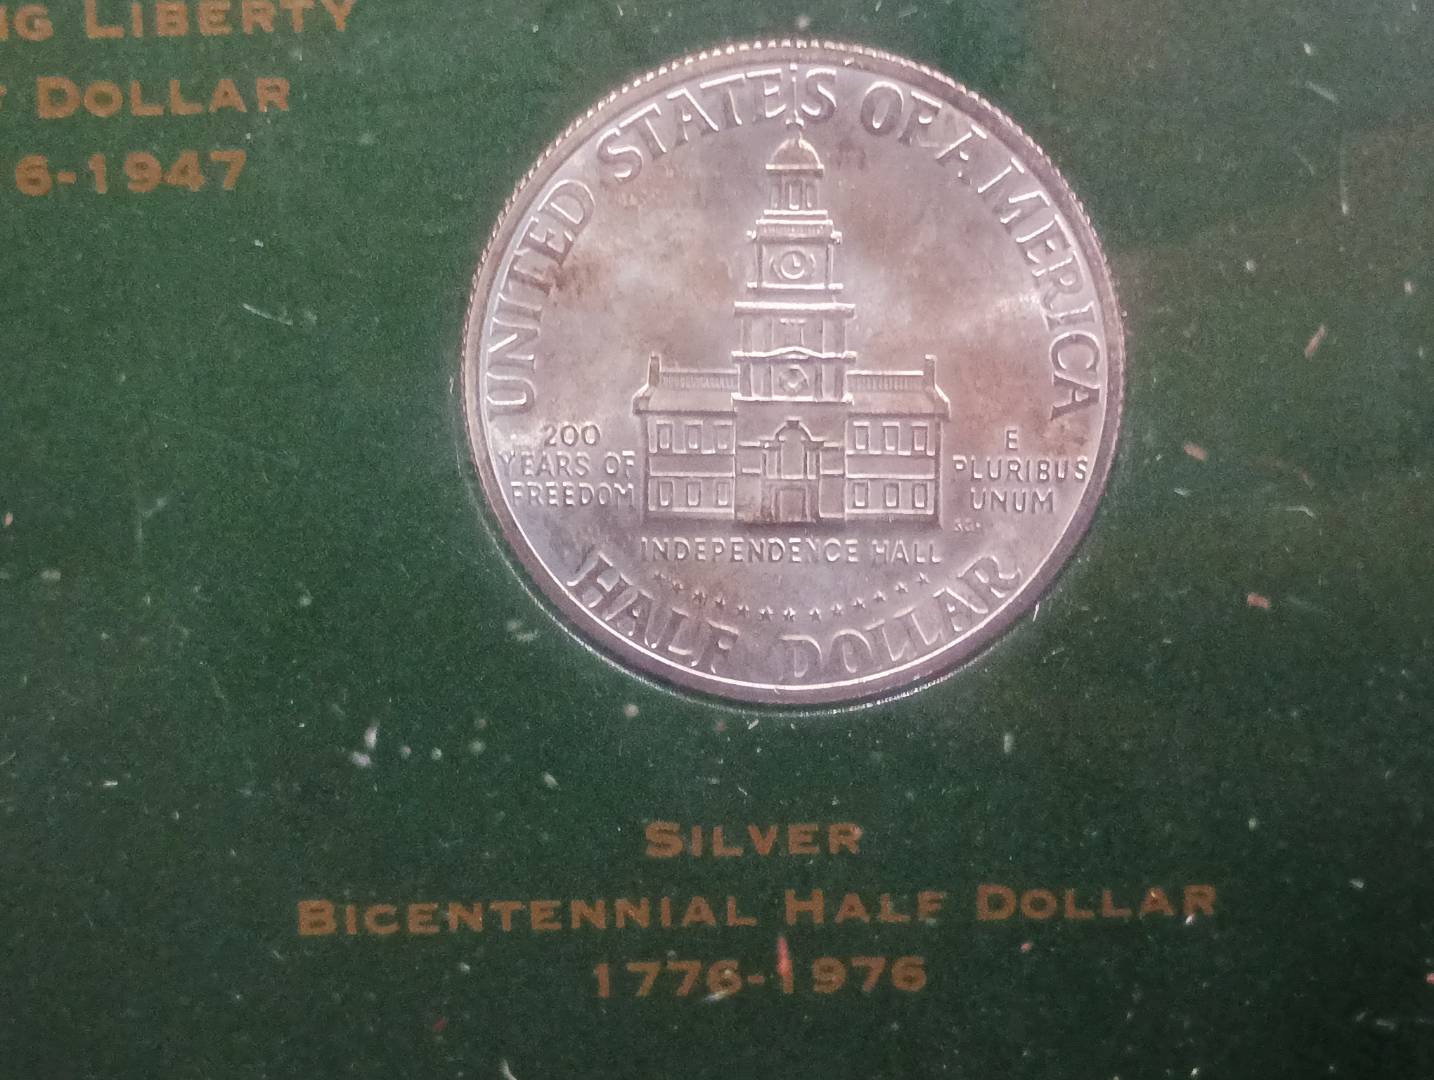 NG LIBERTY
DOLLAR
6-1947
UNITED STATES OF AMERICA
200
YEARS OF
FREEDOM
E
PLURIBUS
UNUM
INDEPENDENCE HALL
HALF DOLLAR
SILVER
BICENTENNIAL HALF DOLLAR
1776-1976